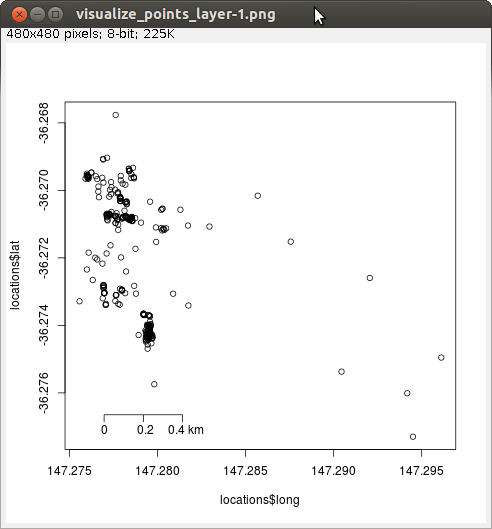 visualize_points_layer-1.png
480x480 pixels; 8-bit; 225K
-36.268
-36.270
-36.272
-36.274
-36.276
locations$lat
0 0.2 0.4 km
147.275 147.280 147.285 147.290 147.295
locations$long